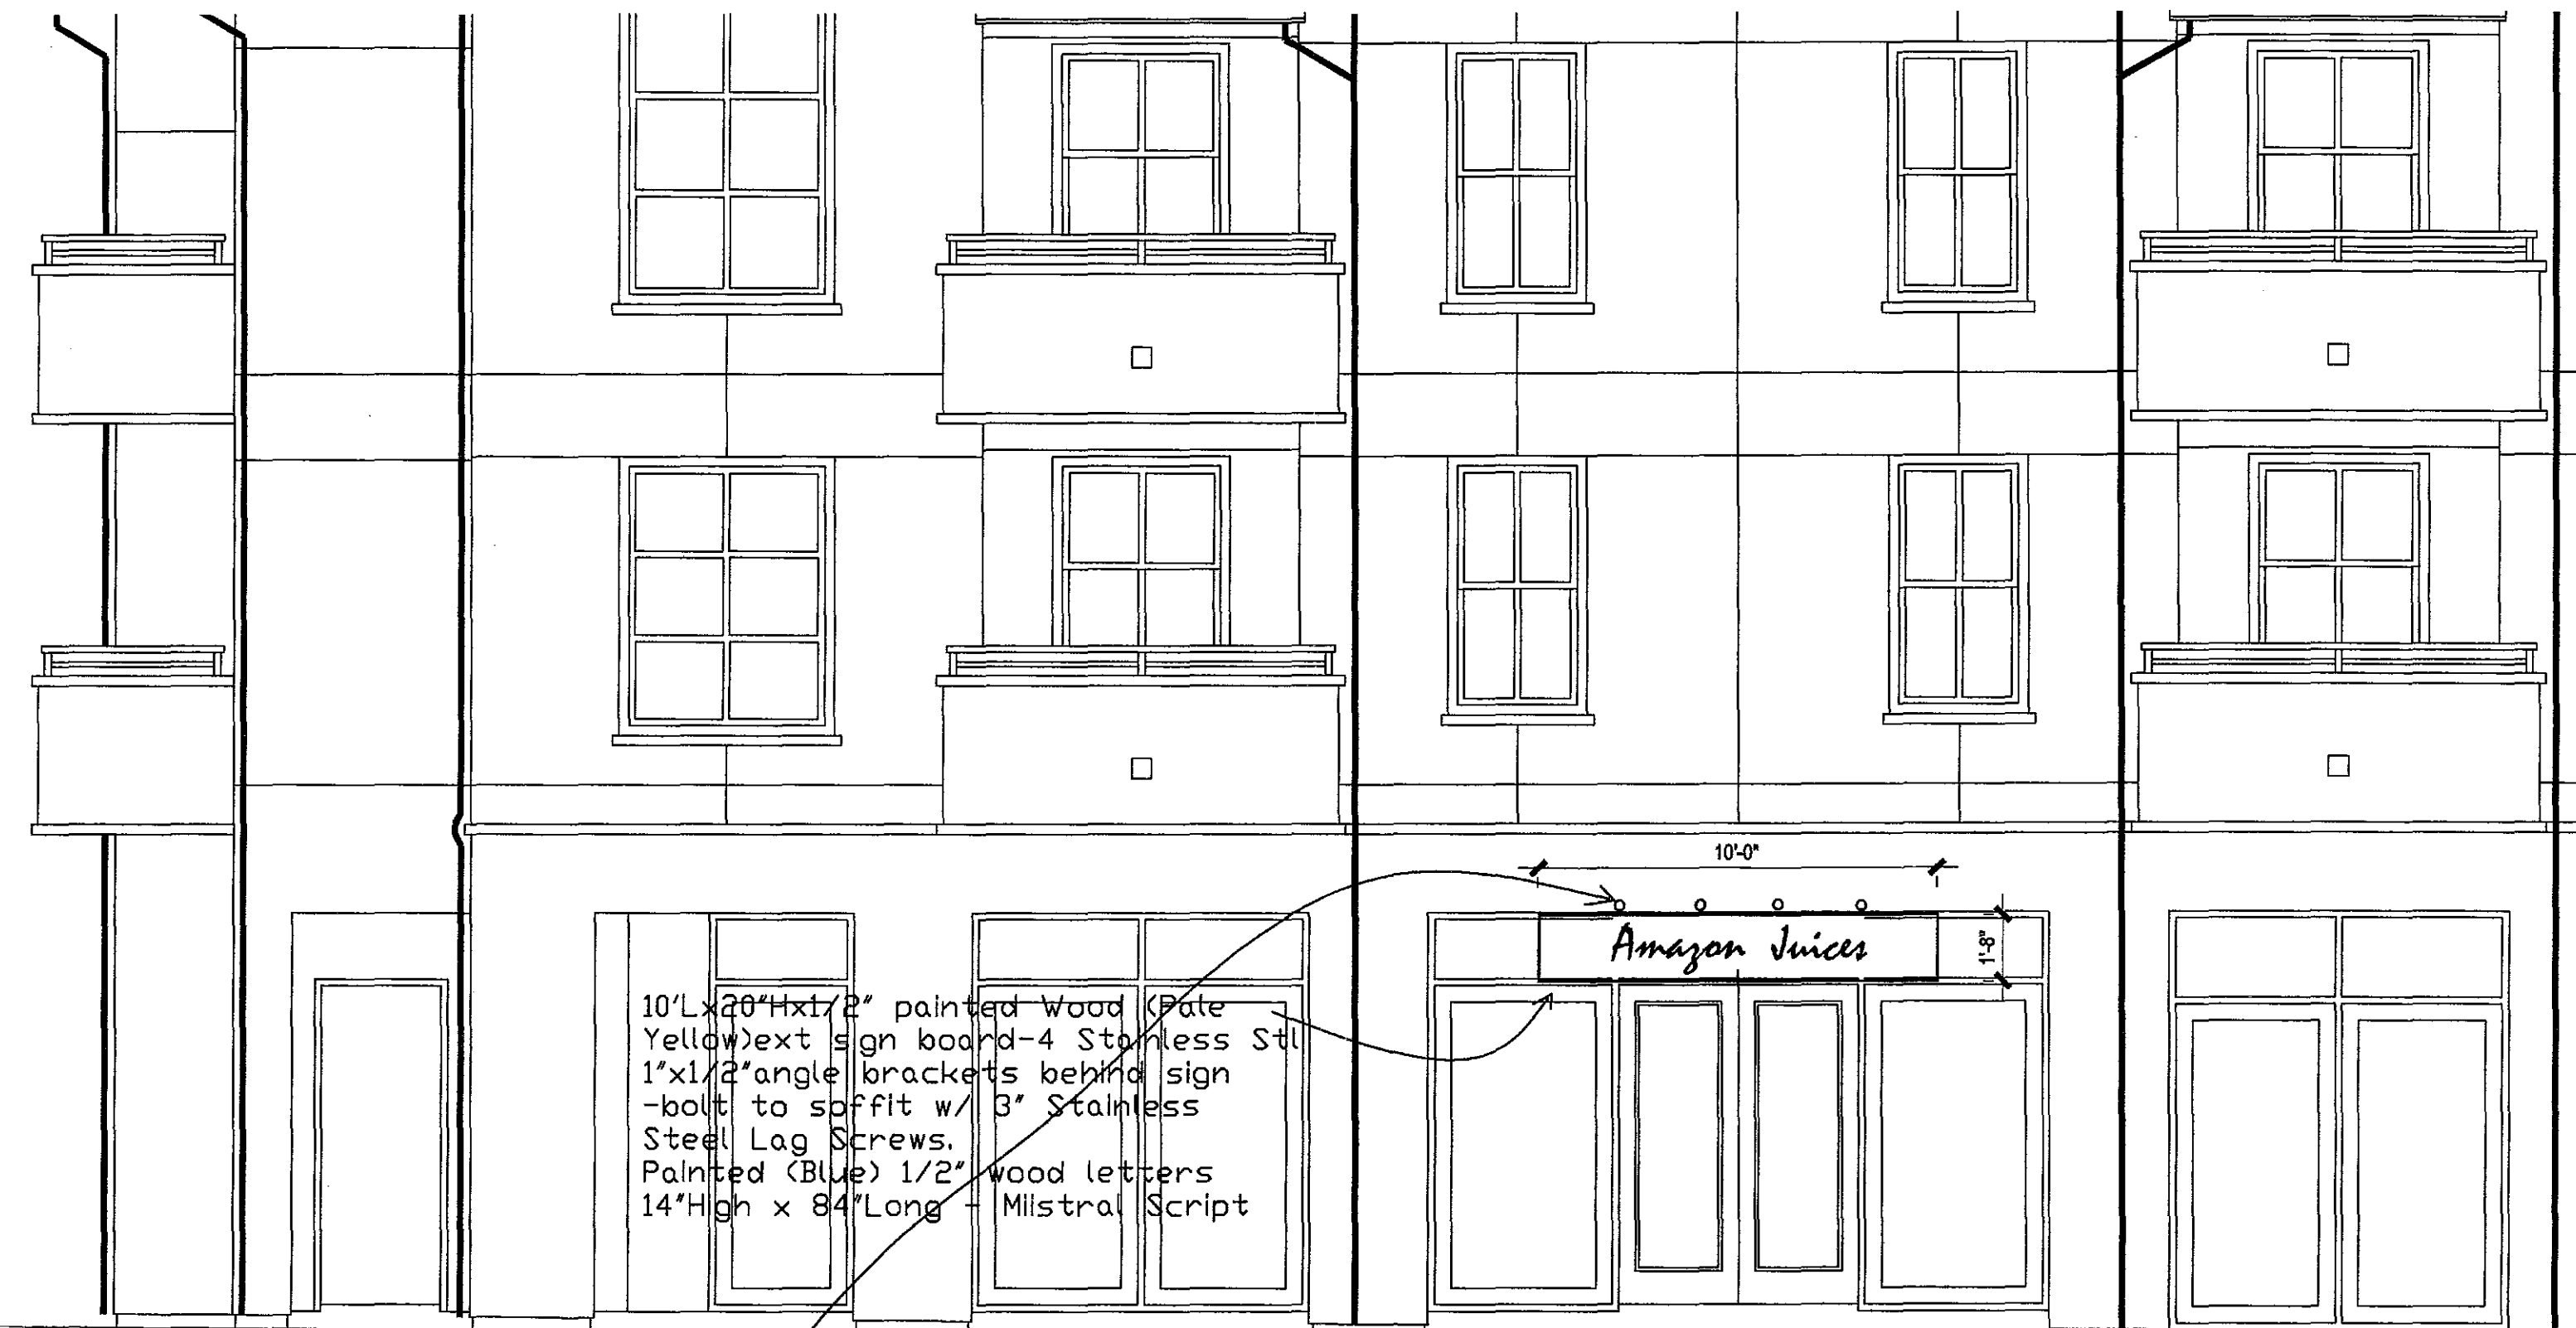 10'-0"
Amazon Juices
1'-8"
10'Lx20"Hx1/2" painted Wood (Pale
Yellow)ext sign board-4 Stainless Stl
1"x1/2"angle brackets behind sign
-bolt to soffit w/ 3" Stainless
Steel Lag Screws.
Painted (Blue) 1/2" wood letters
14"High x 84"Long - Miistral Script